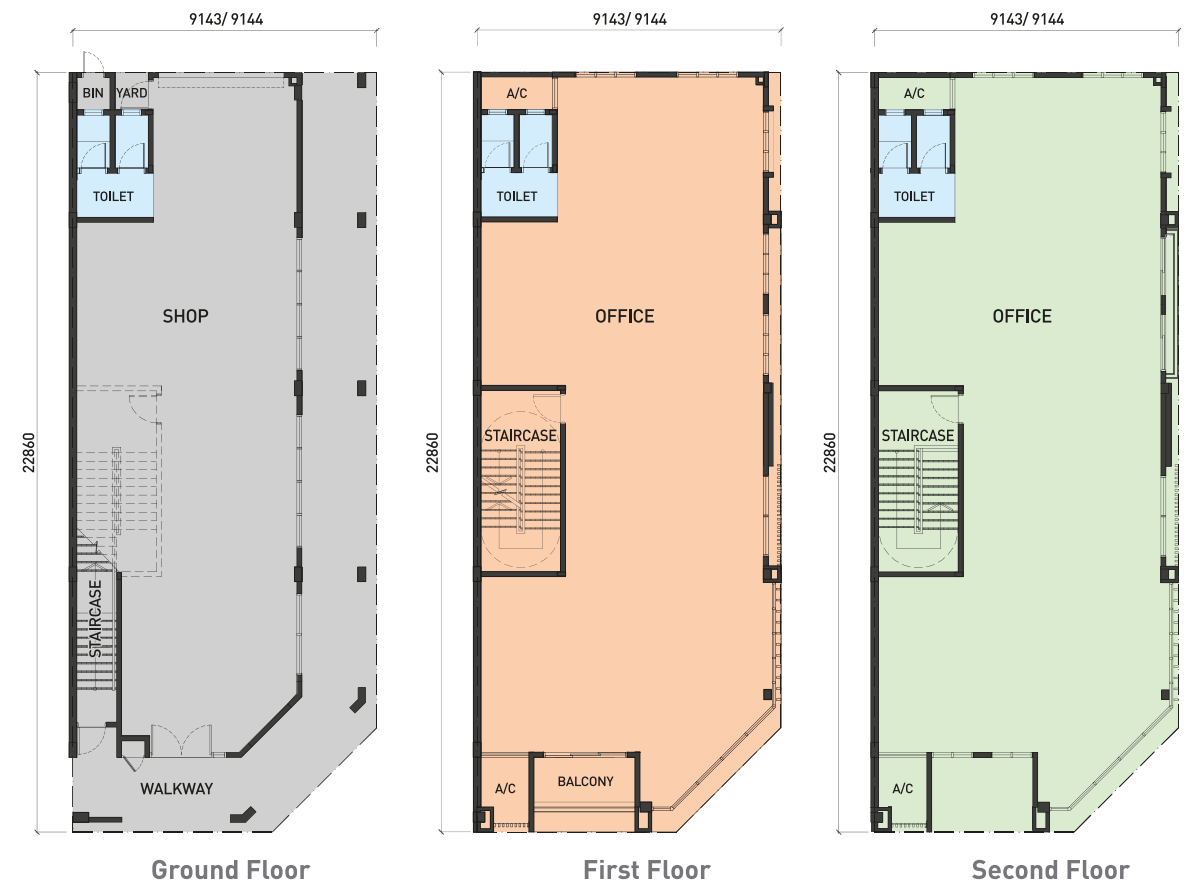 9143/ 9144
9143/ 9144
9143/ 9144
BIN
YARD
TOILET
SHOP
22860
STAIRCASE
WALKWAY
Ground Floor
A/C
TOILET
OFFICE
STAIRCASE
22860
A/C
BALCONY
First Floor
A/C
TOILET
OFFICE
STAIRCASE
22860
A/C
Second Floor